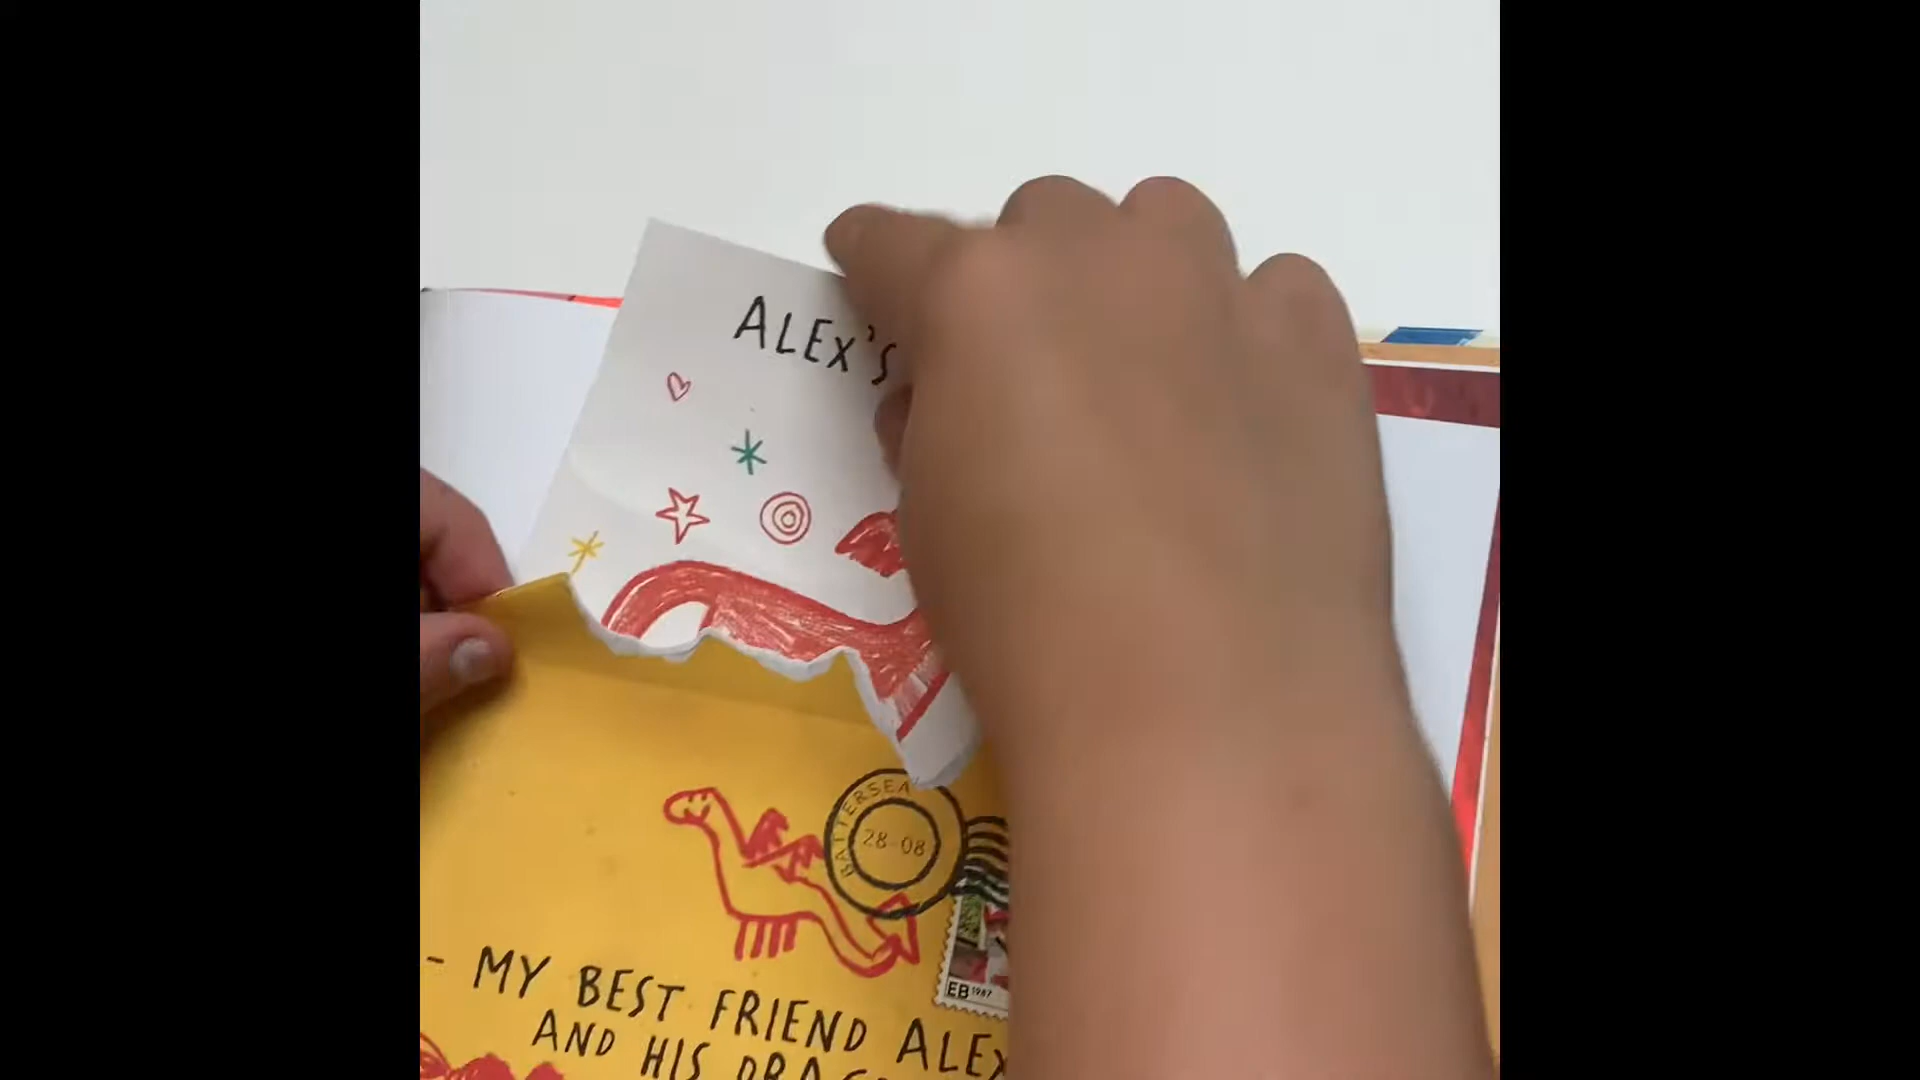 ALEX'S
BATTERSEA
28-08
EB 1987
- MY BEST FRIEND ALEX
AND HIS